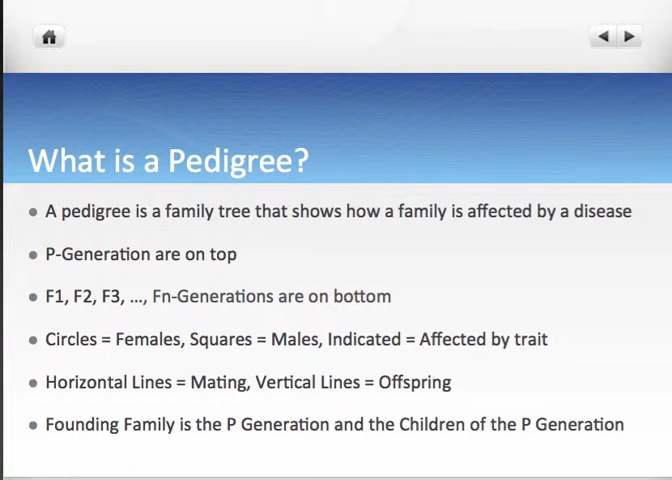 What is a Pedigree?
• A pedigree is a family tree that shows how a family is affected by a disease
• P-Generation are on top
• F1, F2, F3, ..., Fn-Generations are on bottom
• Circles = Females, Squares = Males, Indicated = Affected by trait
• Horizontal Lines = Mating, Vertical Lines = Offspring
• Founding Family is the P Generation and the Children of the P Generation